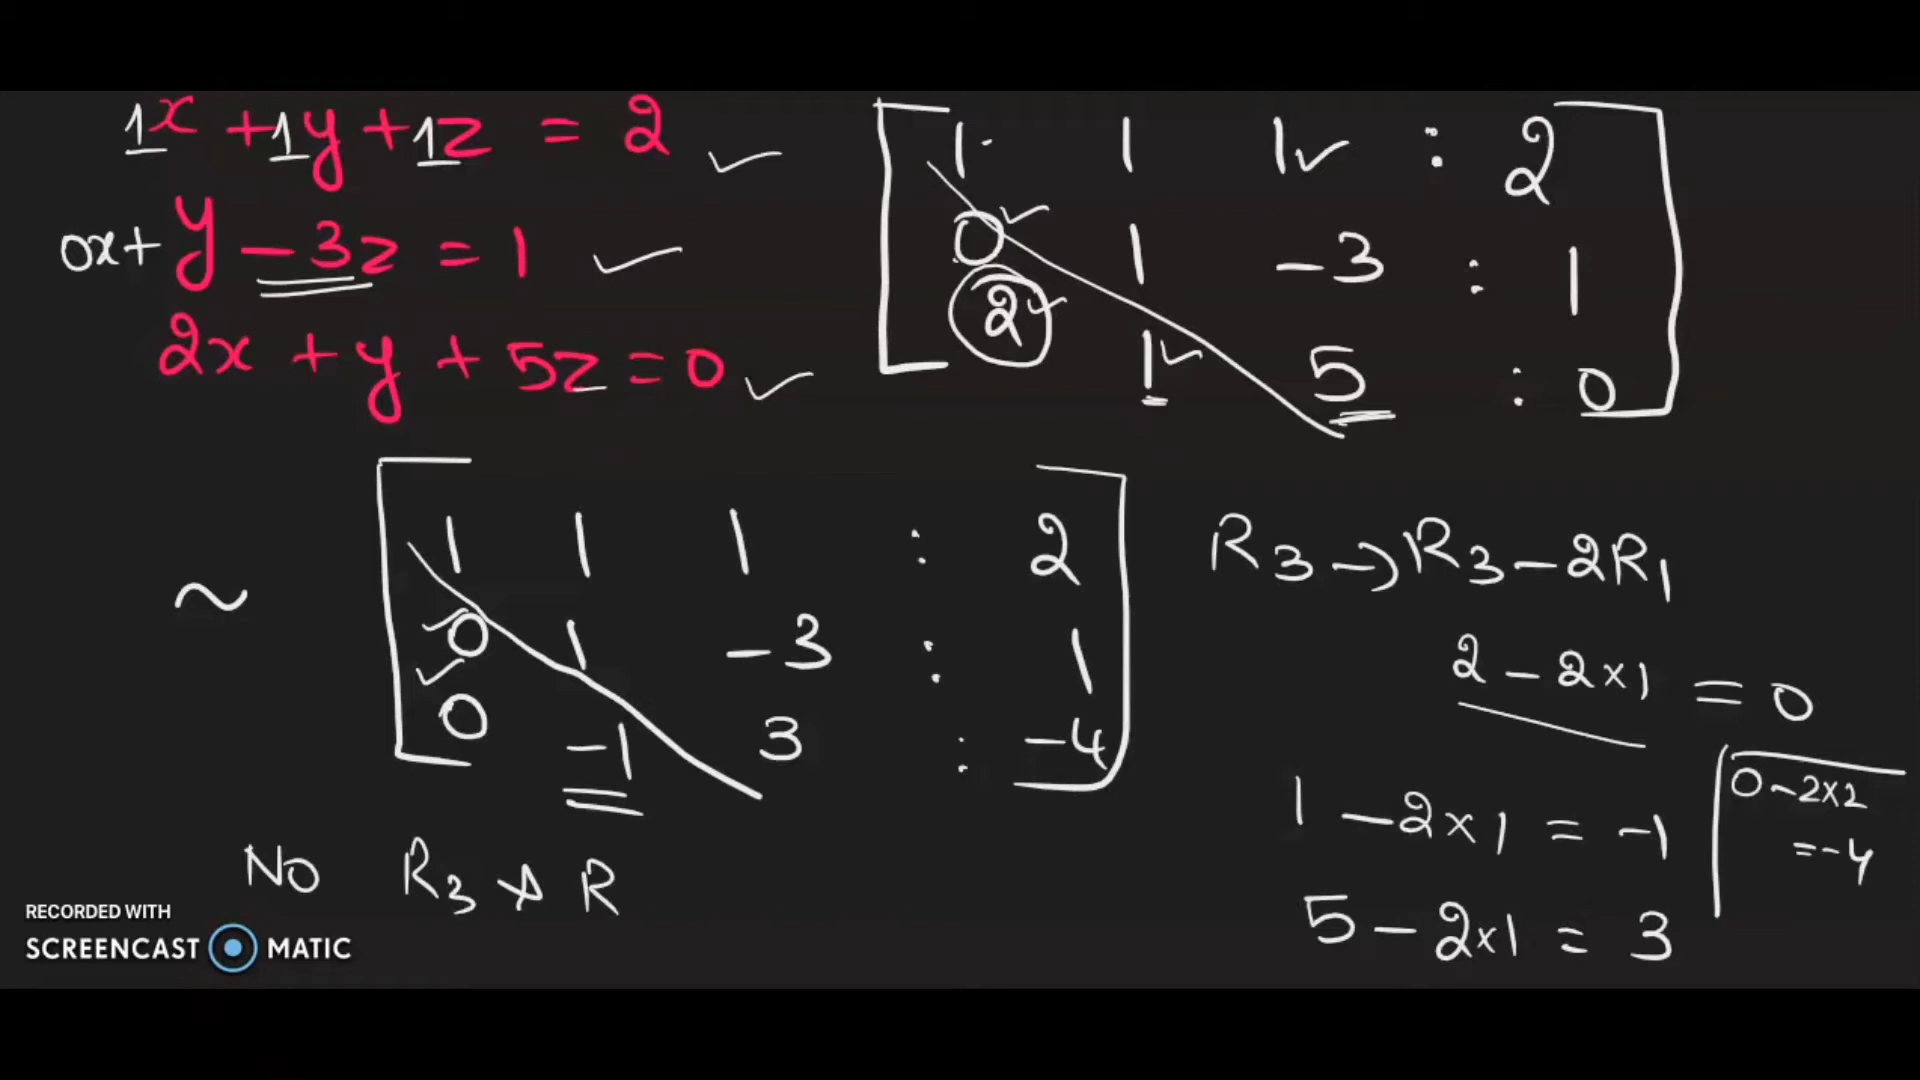 1x + 1y + 1z = 2
0x + y - 3z = 1
2x + y + 5z = 0
1 1 1 : 2
0 1 -3 : 1
2 1 5 : 0
~
1 1 1 : 2
0 1 -3 : 1
0 -1 3 : -4
R3 → R3 - 2R1
2 - 2×1 = 0
1 - 2×1 = -1
0 - 2×2
= -4
5 - 2×1 = 3
No R3 R
RECORDED WITH
SCREENCAST MATIC